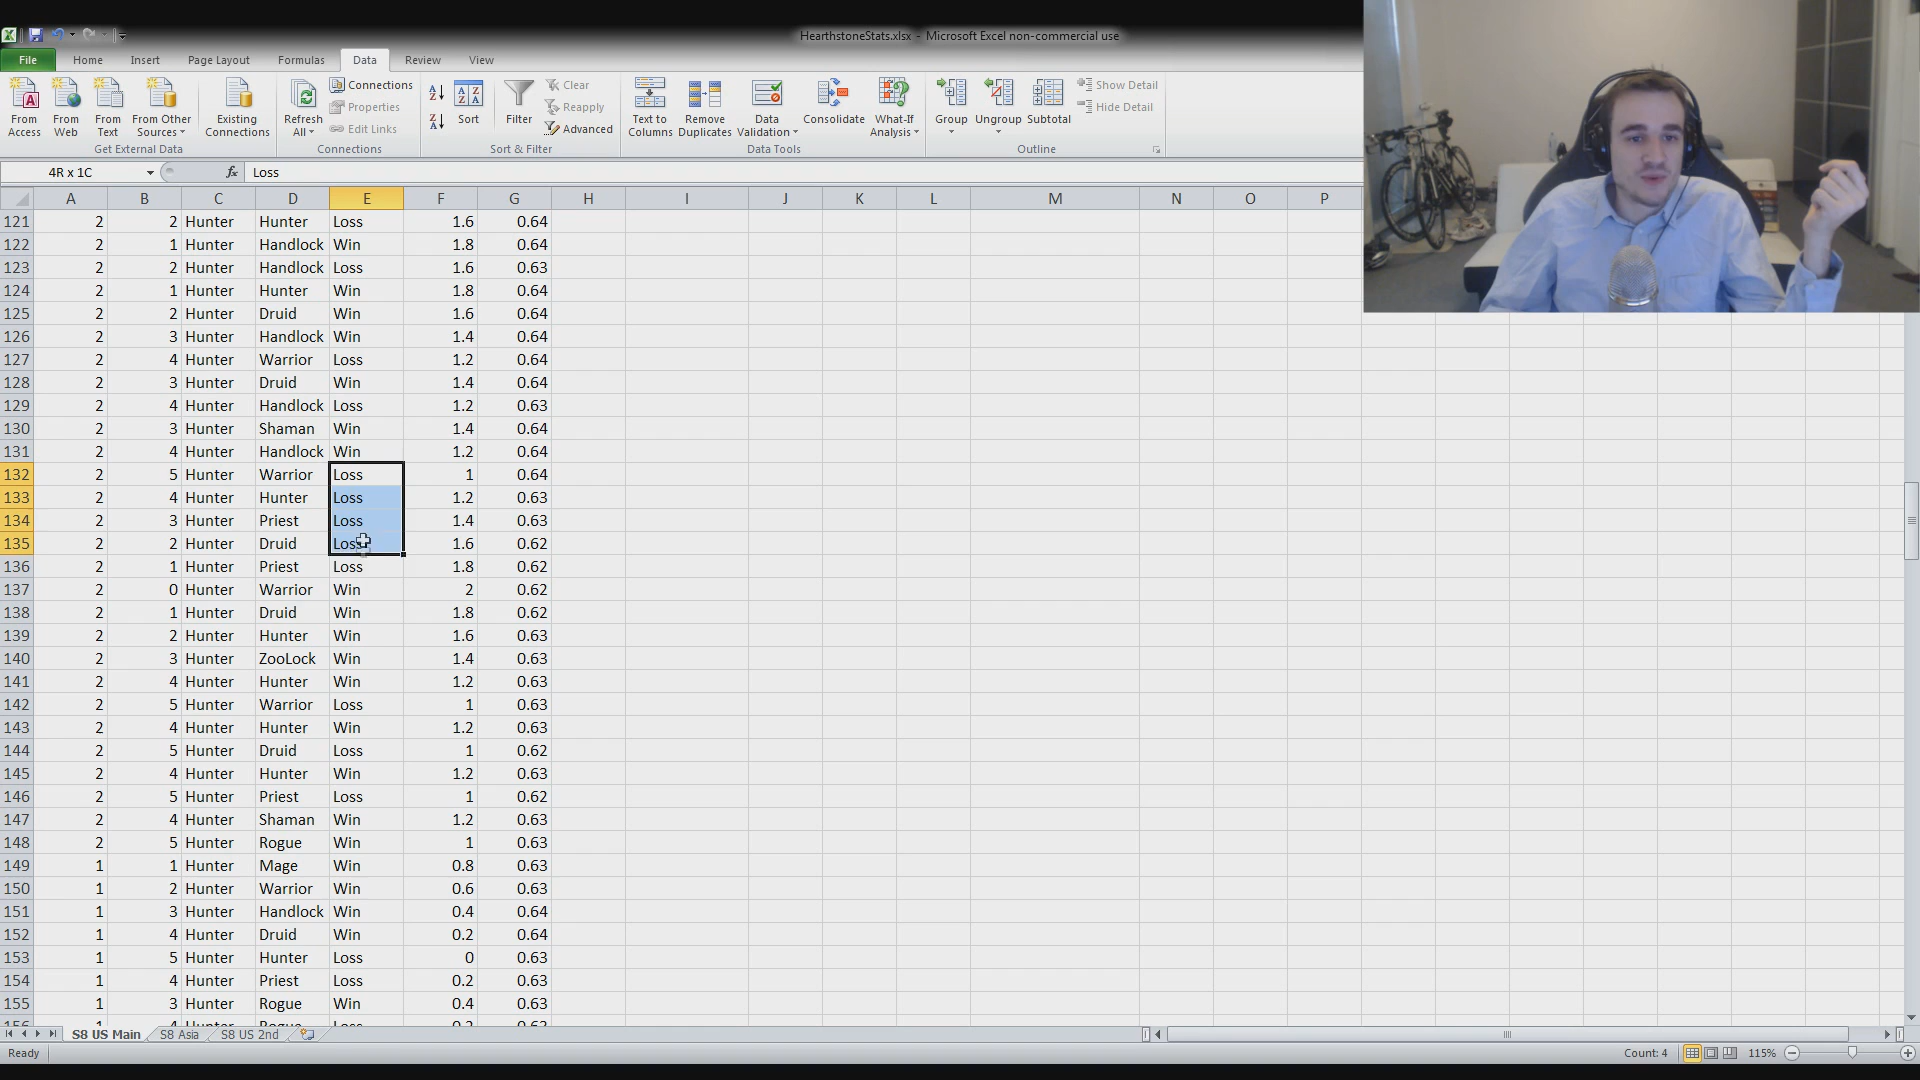 HearthstoneStats.xlsx - Microsoft Excel non-commercial use
File Home Insert Page Layout Formulas Data Review View
From Access From Web From Text From Other Sources Existing Connections Refresh All Connections Properties Edit Links Sort Filter Clear Reapply Advanced Text to Columns Remove Duplicates Data Validation Consolidate What-If Analysis Group Ungroup Subtotal Show Detail Hide Detail
Get External Data Connections Sort & Filter Data Tools Outline
4R x 1C fx Loss
A B C D E F G H I J K L M N O P
121 2 2 Hunter Hunter Loss 1.6 0.64
122 2 1 Hunter Handlock Win 1.8 0.64
123 2 2 Hunter Handlock Loss 1.6 0.63
124 2 1 Hunter Hunter Win 1.8 0.64
125 2 2 Hunter Druid Win 1.6 0.64
126 2 3 Hunter Handlock Win 1.4 0.64
127 2 4 Hunter Warrior Loss 1.2 0.64
128 2 3 Hunter Druid Win 1.4 0.64
129 2 4 Hunter Handlock Loss 1.2 0.63
130 2 3 Hunter Shaman Win 1.4 0.64
131 2 4 Hunter Handlock Win 1.2 0.64
132 2 5 Hunter Warrior Loss 1 0.64
133 2 4 Hunter Hunter Loss 1.2 0.63
134 2 3 Hunter Priest Loss 1.4 0.63
135 2 2 Hunter Druid Loss 1.6 0.62
136 2 1 Hunter Priest Loss 1.8 0.62
137 2 0 Hunter Warrior Win 2 0.62
138 2 1 Hunter Druid Win 1.8 0.62
139 2 2 Hunter Hunter Win 1.6 0.63
140 2 3 Hunter ZooLock Win 1.4 0.63
141 2 4 Hunter Hunter Win 1.2 0.63
142 2 5 Hunter Warrior Loss 1 0.63
143 2 4 Hunter Hunter Win 1.2 0.63
144 2 5 Hunter Druid Loss 1 0.62
145 2 4 Hunter Hunter Win 1.2 0.63
146 2 5 Hunter Priest Loss 1 0.62
147 2 4 Hunter Shaman Win 1.2 0.63
148 2 5 Hunter Rogue Win 1 0.63
149 1 1 Hunter Mage Win 0.8 0.63
150 1 2 Hunter Warrior Win 0.6 0.63
151 1 3 Hunter Handlock Win 0.4 0.64
152 1 4 Hunter Druid Win 0.2 0.64
153 1 5 Hunter Hunter Loss 0 0.63
154 1 4 Hunter Priest Loss 0.2 0.63
155 1 3 Hunter Rogue Win 0.4 0.63
156 1 4 Hunter Rogue Loss 0.2 0.63
S8 US Main S8 Asia S8 US 2nd
Ready Count: 4 115%